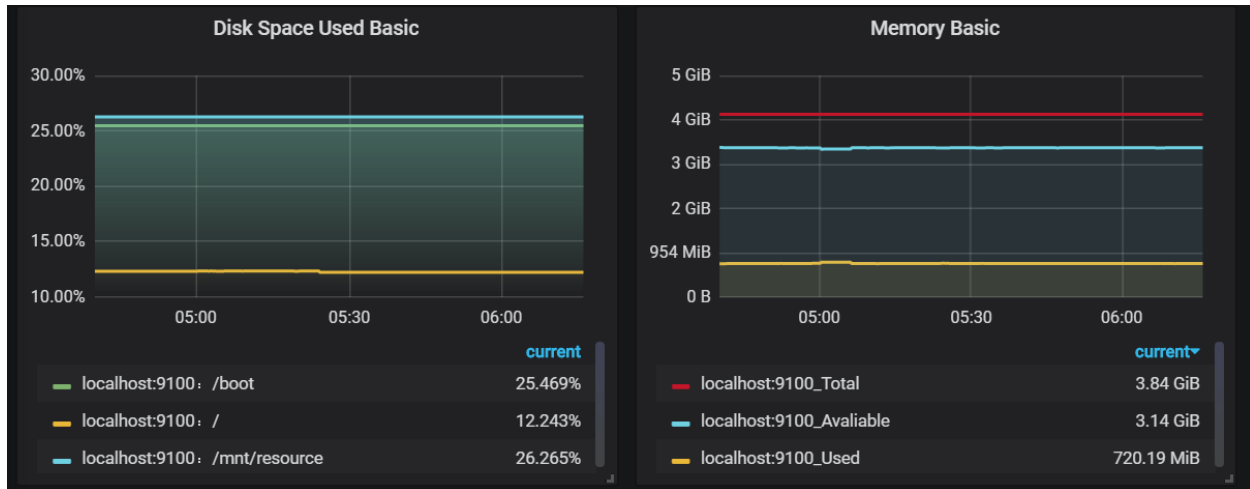 Disk Space Used Basic
30.00%
25.00%
20.00%
15.00%
10.00%
05:00 05:30 06:00
current
localhost:9100：/boot 25.469%
localhost:9100：/ 12.243%
localhost:9100：/mnt/resource 26.265%
Memory Basic
5 GiB
4 GiB
3 GiB
2 GiB
954 MiB
0 B
05:00 05:30 06:00
current
localhost:9100_Total 3.84 GiB
localhost:9100_Avaliable 3.14 GiB
localhost:9100_Used 720.19 MiB